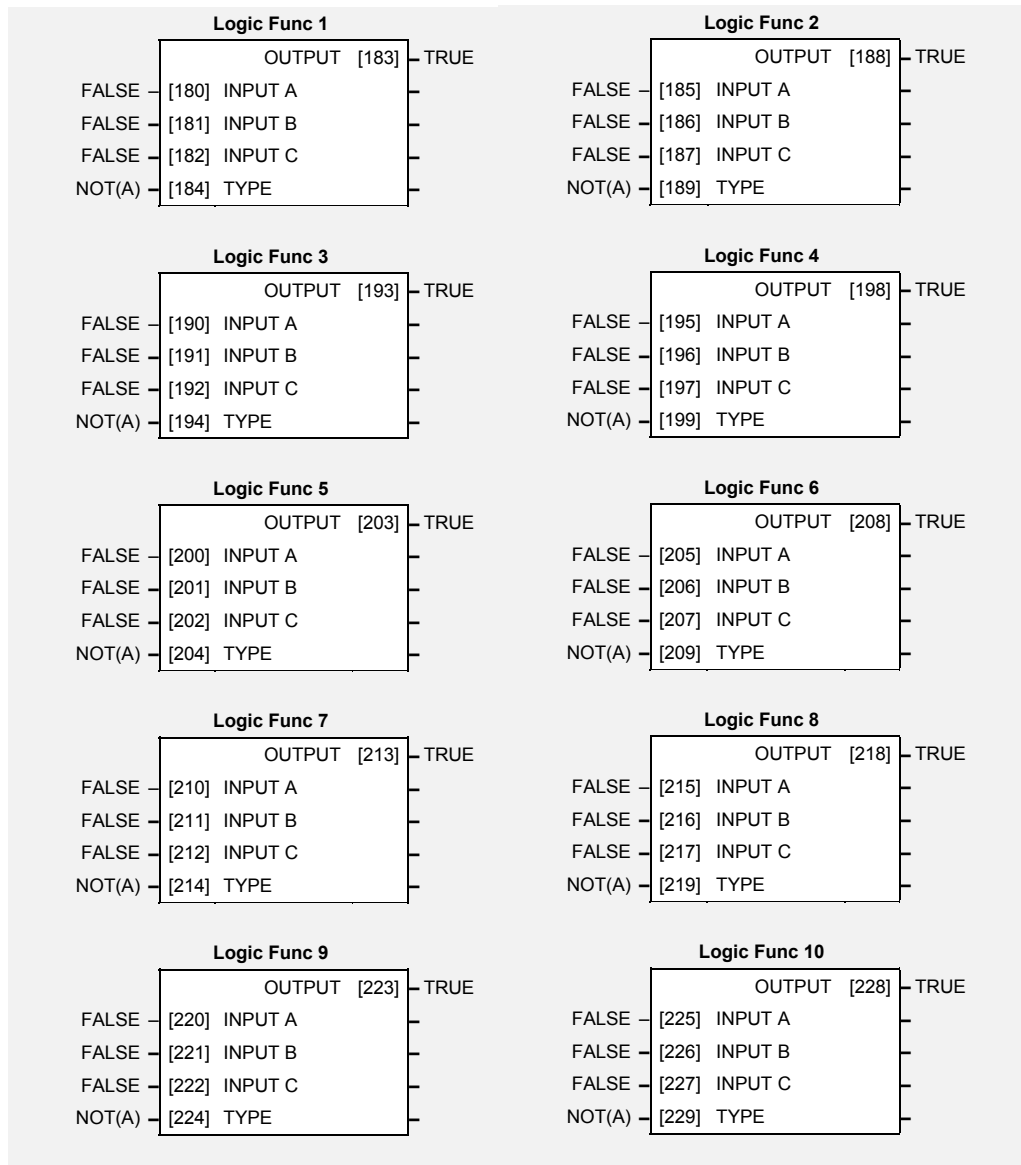 Logic Func 1
OUTPUT [183] TRUE
FALSE [180] INPUT A
FALSE [181] INPUT B
FALSE [182] INPUT C
NOT(A) [184] TYPE
Logic Func 2
OUTPUT [188] TRUE
FALSE [185] INPUT A
FALSE [186] INPUT B
FALSE [187] INPUT C
NOT(A) [189] TYPE
Logic Func 3
OUTPUT [193] TRUE
FALSE [190] INPUT A
FALSE [191] INPUT B
FALSE [192] INPUT C
NOT(A) [194] TYPE
Logic Func 4
OUTPUT [198] TRUE
FALSE [195] INPUT A
FALSE [196] INPUT B
FALSE [197] INPUT C
NOT(A) [199] TYPE
Logic Func 5
OUTPUT [203] TRUE
FALSE [200] INPUT A
FALSE [201] INPUT B
FALSE [202] INPUT C
NOT(A) [204] TYPE
Logic Func 6
OUTPUT [208] TRUE
FALSE [205] INPUT A
FALSE [206] INPUT B
FALSE [207] INPUT C
NOT(A) [209] TYPE
Logic Func 7
OUTPUT [213] TRUE
FALSE [210] INPUT A
FALSE [211] INPUT B
FALSE [212] INPUT C
NOT(A) [214] TYPE
Logic Func 8
OUTPUT [218] TRUE
FALSE [215] INPUT A
FALSE [216] INPUT B
FALSE [217] INPUT C
NOT(A) [219] TYPE
Logic Func 9
OUTPUT [223] TRUE
FALSE [220] INPUT A
FALSE [221] INPUT B
FALSE [222] INPUT C
NOT(A) [224] TYPE
Logic Func 10
OUTPUT [228] TRUE
FALSE [225] INPUT A
FALSE [226] INPUT B
FALSE [227] INPUT C
NOT(A) [229] TYPE